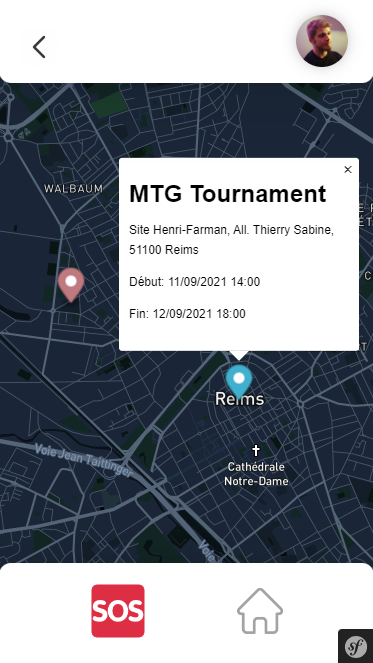 ×
WALBAUM
MTG Tournament
Site Henri-Farman, All. Thierry Sabine,
51100 Reims
Début: 11/09/2021 14:00
Fin: 12/09/2021 18:00
Reims
Cathédrale
Notre-Dame
Voie Jean Taittinger
Voie
SOS
sf